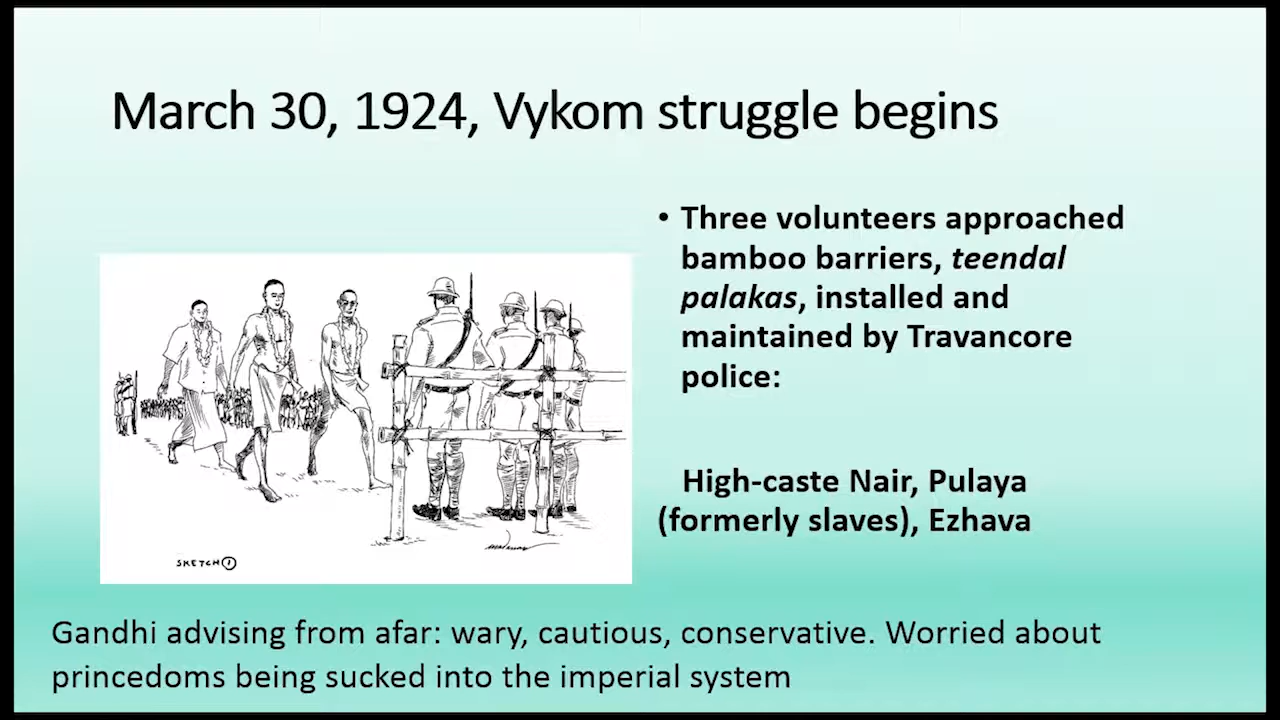 March 30, 1924, Vykom struggle begins
• Three volunteers approached
bamboo barriers, teendal
palakas, installed and
maintained by Travancore
police:
High-caste Nair, Pulaya
(formerly slaves), Ezhava
SKETCH 1
Gandhi advising from afar: wary, cautious, conservative. Worried about
princedoms being sucked into the imperial system